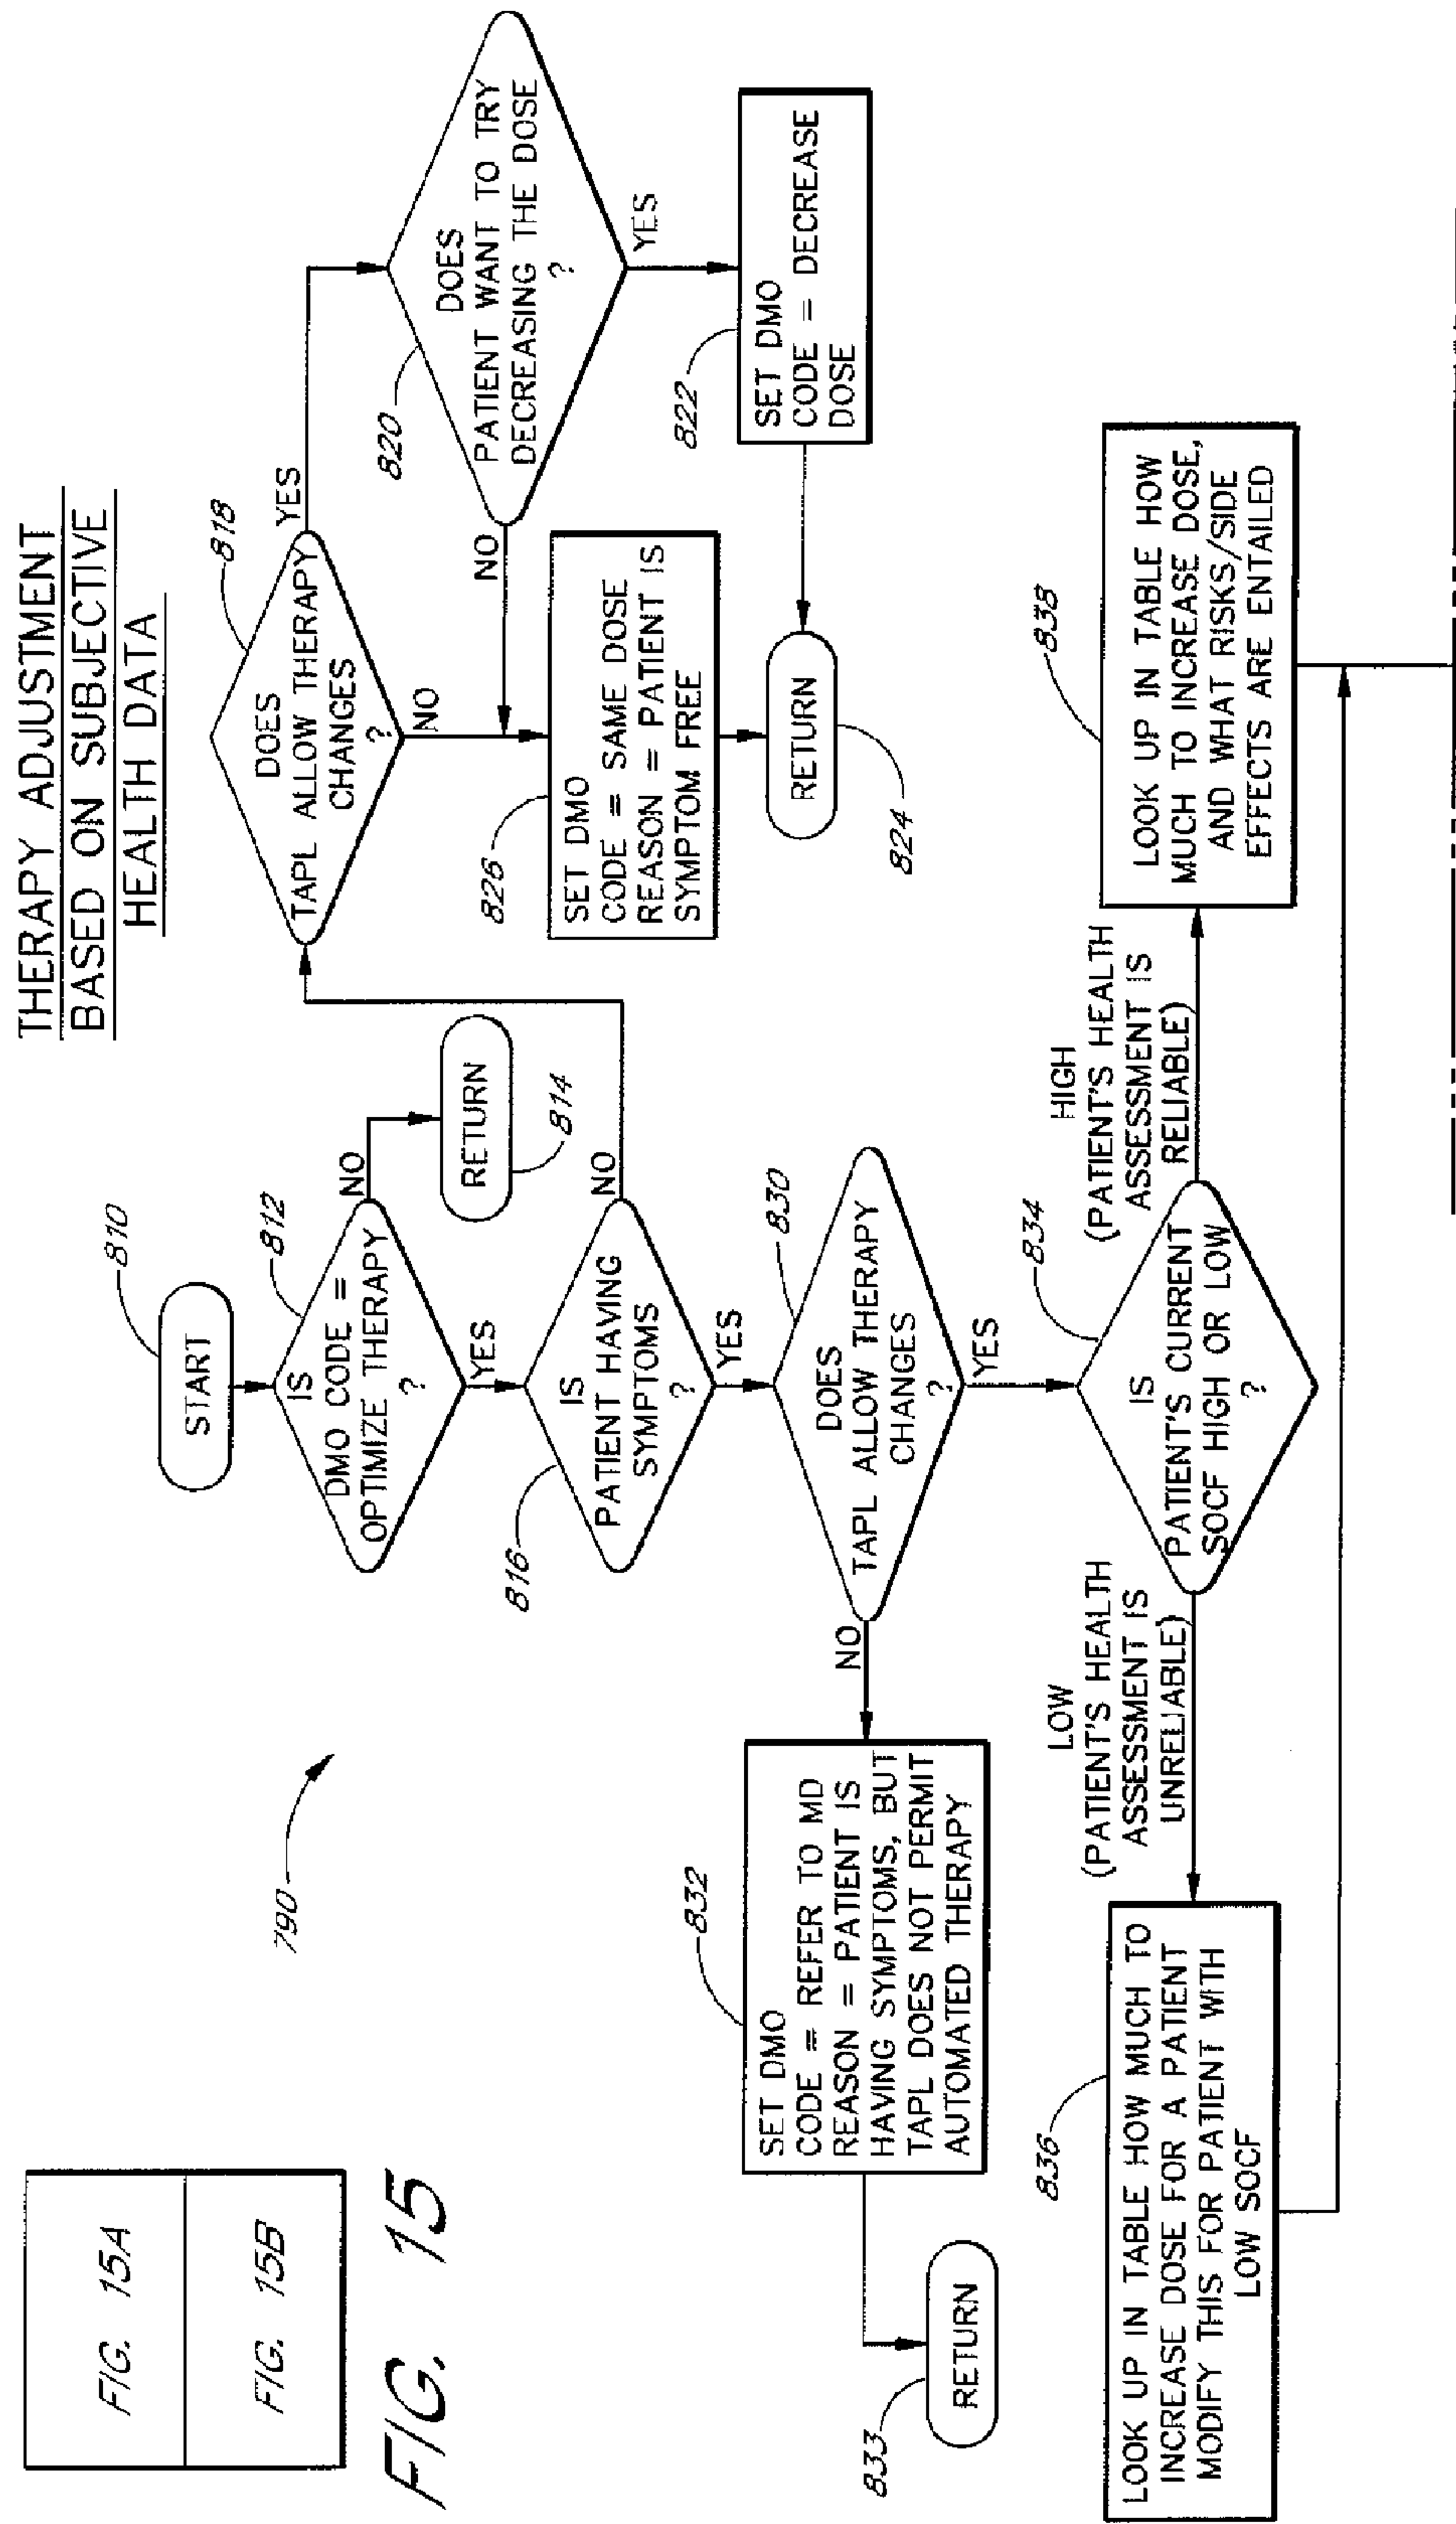 FIG. 15A
FIG. 15B
FIG. 15
THERAPY ADJUSTMENT
BASED ON SUBJECTIVE
HEALTH DATA
790
810
START
812
IS
DMO CODE =
OPTIMIZE THERAPY
?
NO
RETURN
814
YES
816
IS
PATIENT HAVING
SYMPTOMS
?
NO
818
DOES
TAPL ALLOW THERAPY
CHANGES
?
YES
820
DOES
PATIENT WANT TO TRY
DECREASING THE DOSE
?
NO
YES
NO
826
SET DMO
CODE = SAME DOSE
REASON = PATIENT IS
SYMPTOM FREE
822
SET DMO
CODE = DECREASE
DOSE
RETURN
824
YES
830
DOES
TAPL ALLOW THERAPY
CHANGES
?
NO
832
SET DMO
CODE = REFER TO MD
REASON = PATIENT IS
HAVING SYMPTOMS, BUT
TAPL DOES NOT PERMIT
AUTOMATED THERAPY
833
RETURN
YES
834
IS
PATIENT'S CURRENT
SOCF HIGH OR LOW
?
LOW
(PATIENT'S HEALTH
ASSESSMENT IS
UNRELIABLE)
836
LOOK UP IN TABLE HOW MUCH TO
INCREASE DOSE FOR A PATIENT
MODIFY THIS FOR PATIENT WITH
LOW SOCF
HIGH
(PATIENT'S HEALTH
ASSESSMENT IS
RELIABLE)
838
LOOK UP IN TABLE HOW
MUCH TO INCREASE DOSE,
AND WHAT RISKS/SIDE
EFFECTS ARE ENTAILED